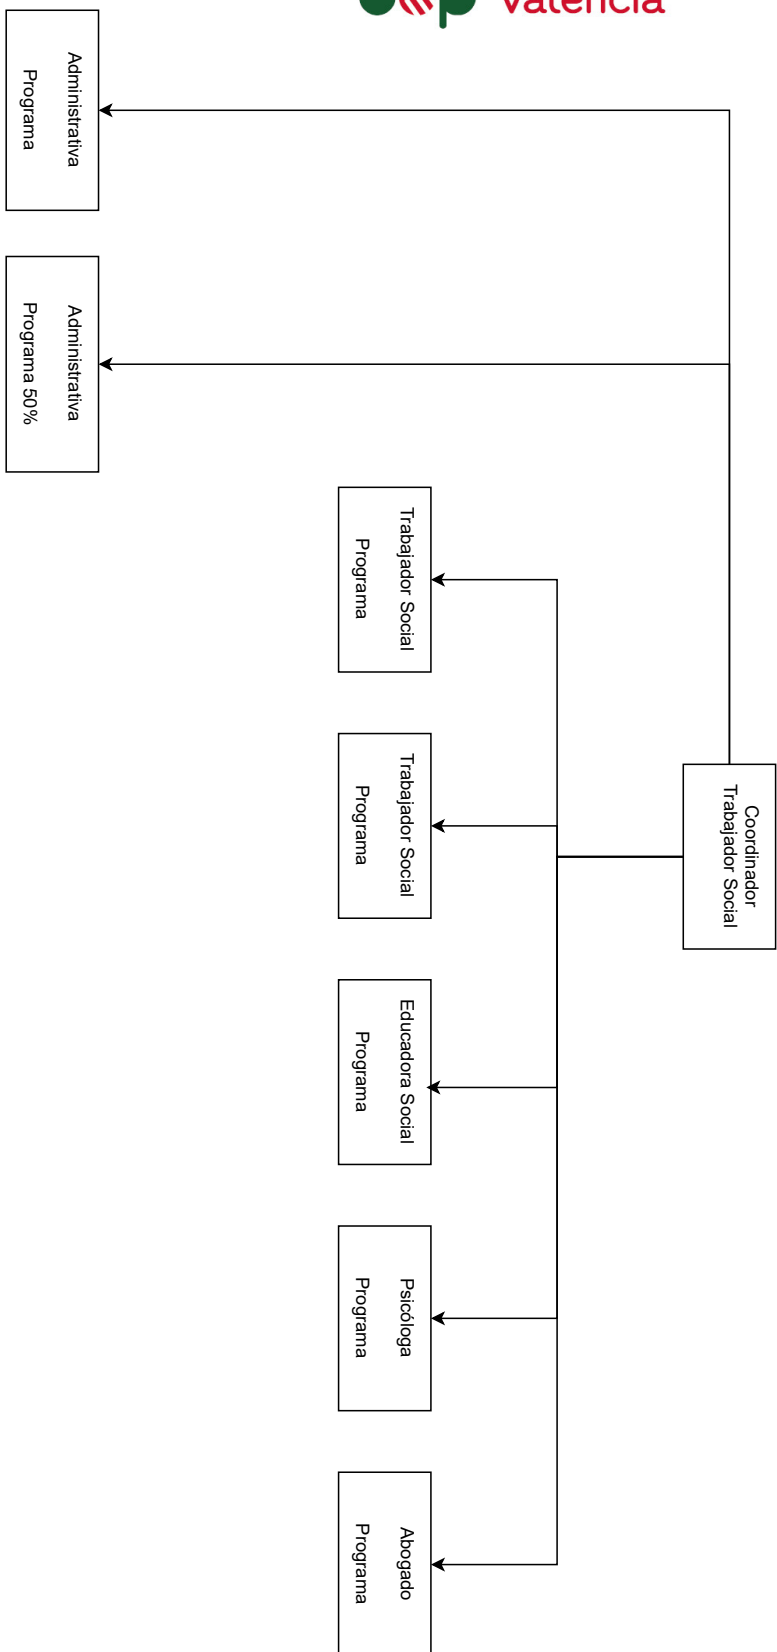 Coordinador
Trabajador Social
Trabajador Social
Programa
Trabajador Social
Programa
Educadora Social
Programa
Psicóloga
Programa
Abogado
Programa
Administrativa
Programa
Administrativa
Programa 50%